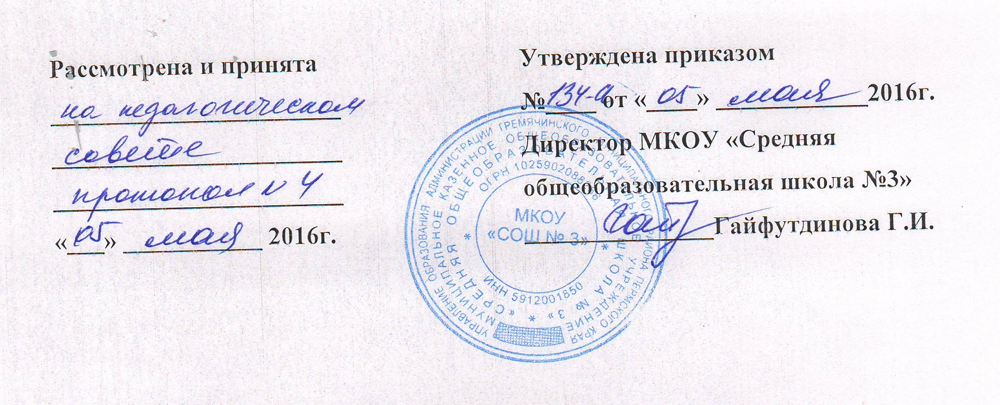 Рассмотрена и принята
на педагогическом
совете
протокол № 4
«05» мая 2016г.
Утверждена приказом
№134-а от «05» мая 2016г.
Директор МКОУ «Средняя
общеобразовательная школа №3»
Гайфутдинова Г.И.
УПРАВЛЕНИЕ ОБРАЗОВАНИЯ АДМИНИСТРАЦИИ ГРЕМЯЧИНСКОГО МУНИЦИПАЛЬНОГО РАЙОНА ПЕРМСКОГО КРАЯ
МУНИЦИПАЛЬНОЕ КАЗЕННОЕ ОБЩЕОБРАЗОВАТЕЛЬНОЕ УЧРЕЖДЕНИЕ
«СРЕДНЯЯ ОБЩЕОБРАЗОВАТЕЛЬНАЯ ШКОЛА № 3»
ОГРН
МКОУ
«СОШ № 3»
ИНН 5912001850